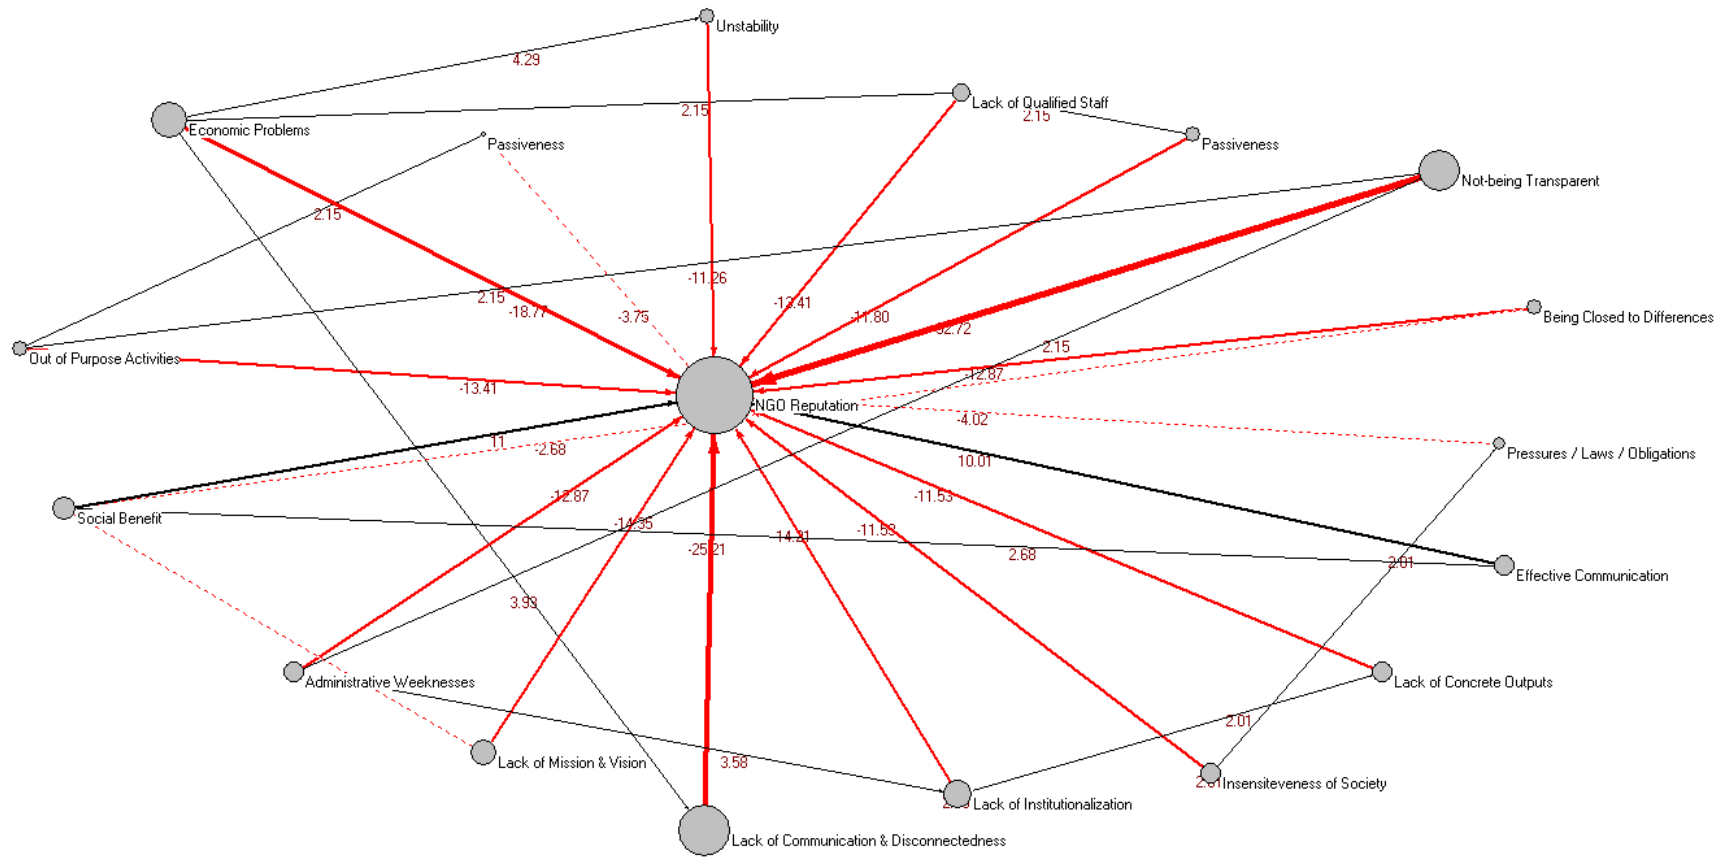 Unstability
4.29
Lack of Qualified Staff
2.15
2.15
Economic Problems
Passiveness
Passiveness
Not-being Transparent
2.15
-11.26
2.15
-18.77
-3.75
-13.41
-11.80
Being Closed to Differences
2.15
Out of Purpose Activities
-13.41
-12.87
NGO Reputation
-4.02
11
-2.68
10.01
Pressures / Laws / Obligations
-12.87
-11.53
Social Benefit
-14.35
-11.53
-25.21
2.68
2.01
Effective Communication
3.93
Administrative Weeknesses
Lack of Concrete Outputs
2.01
Lack of Mission & Vision
3.58
Insensiteveness of Society
Lack of Institutionalization
Lack of Communication & Disconnectedness